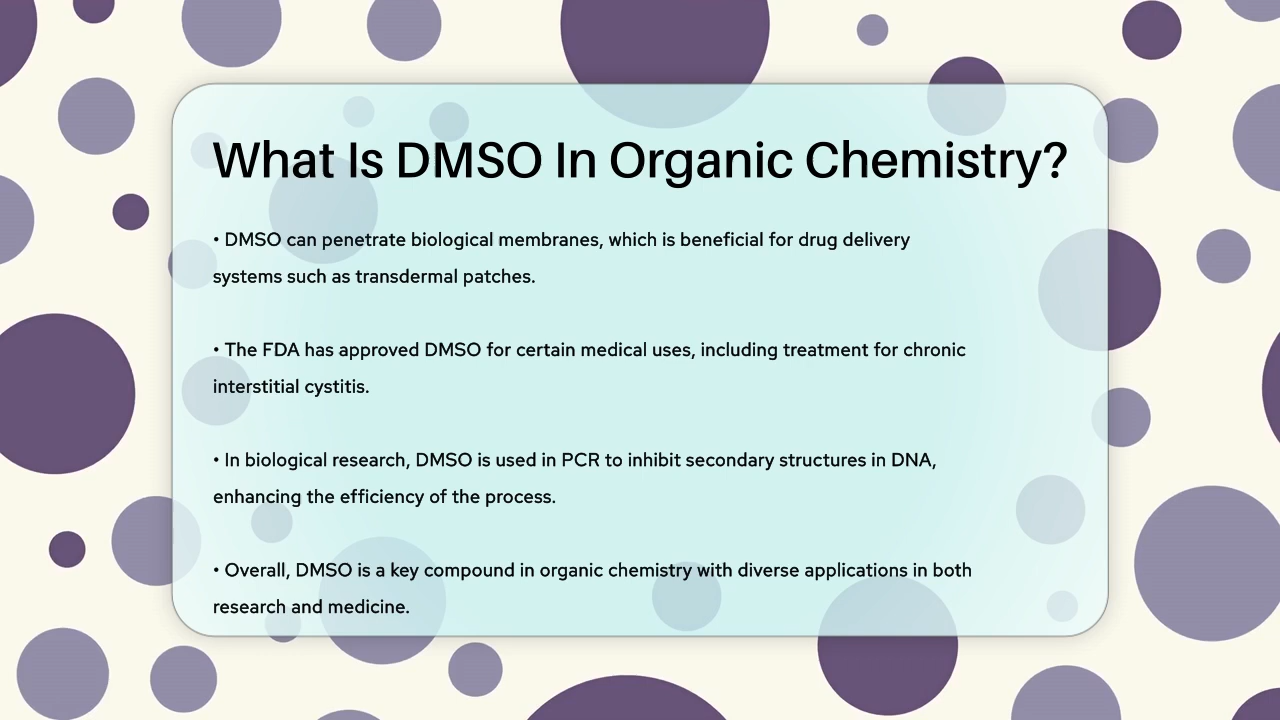 What Is DMSO In Organic Chemistry?
• DMSO can penetrate biological membranes, which is beneficial for drug delivery
systems such as transdermal patches.
• The FDA has approved DMSO for certain medical uses, including treatment for chronic
interstitial cystitis.
• In biological research, DMSO is used in PCR to inhibit secondary structures in DNA,
enhancing the efficiency of the process.
• Overall, DMSO is a key compound in organic chemistry with diverse applications in both
research and medicine.